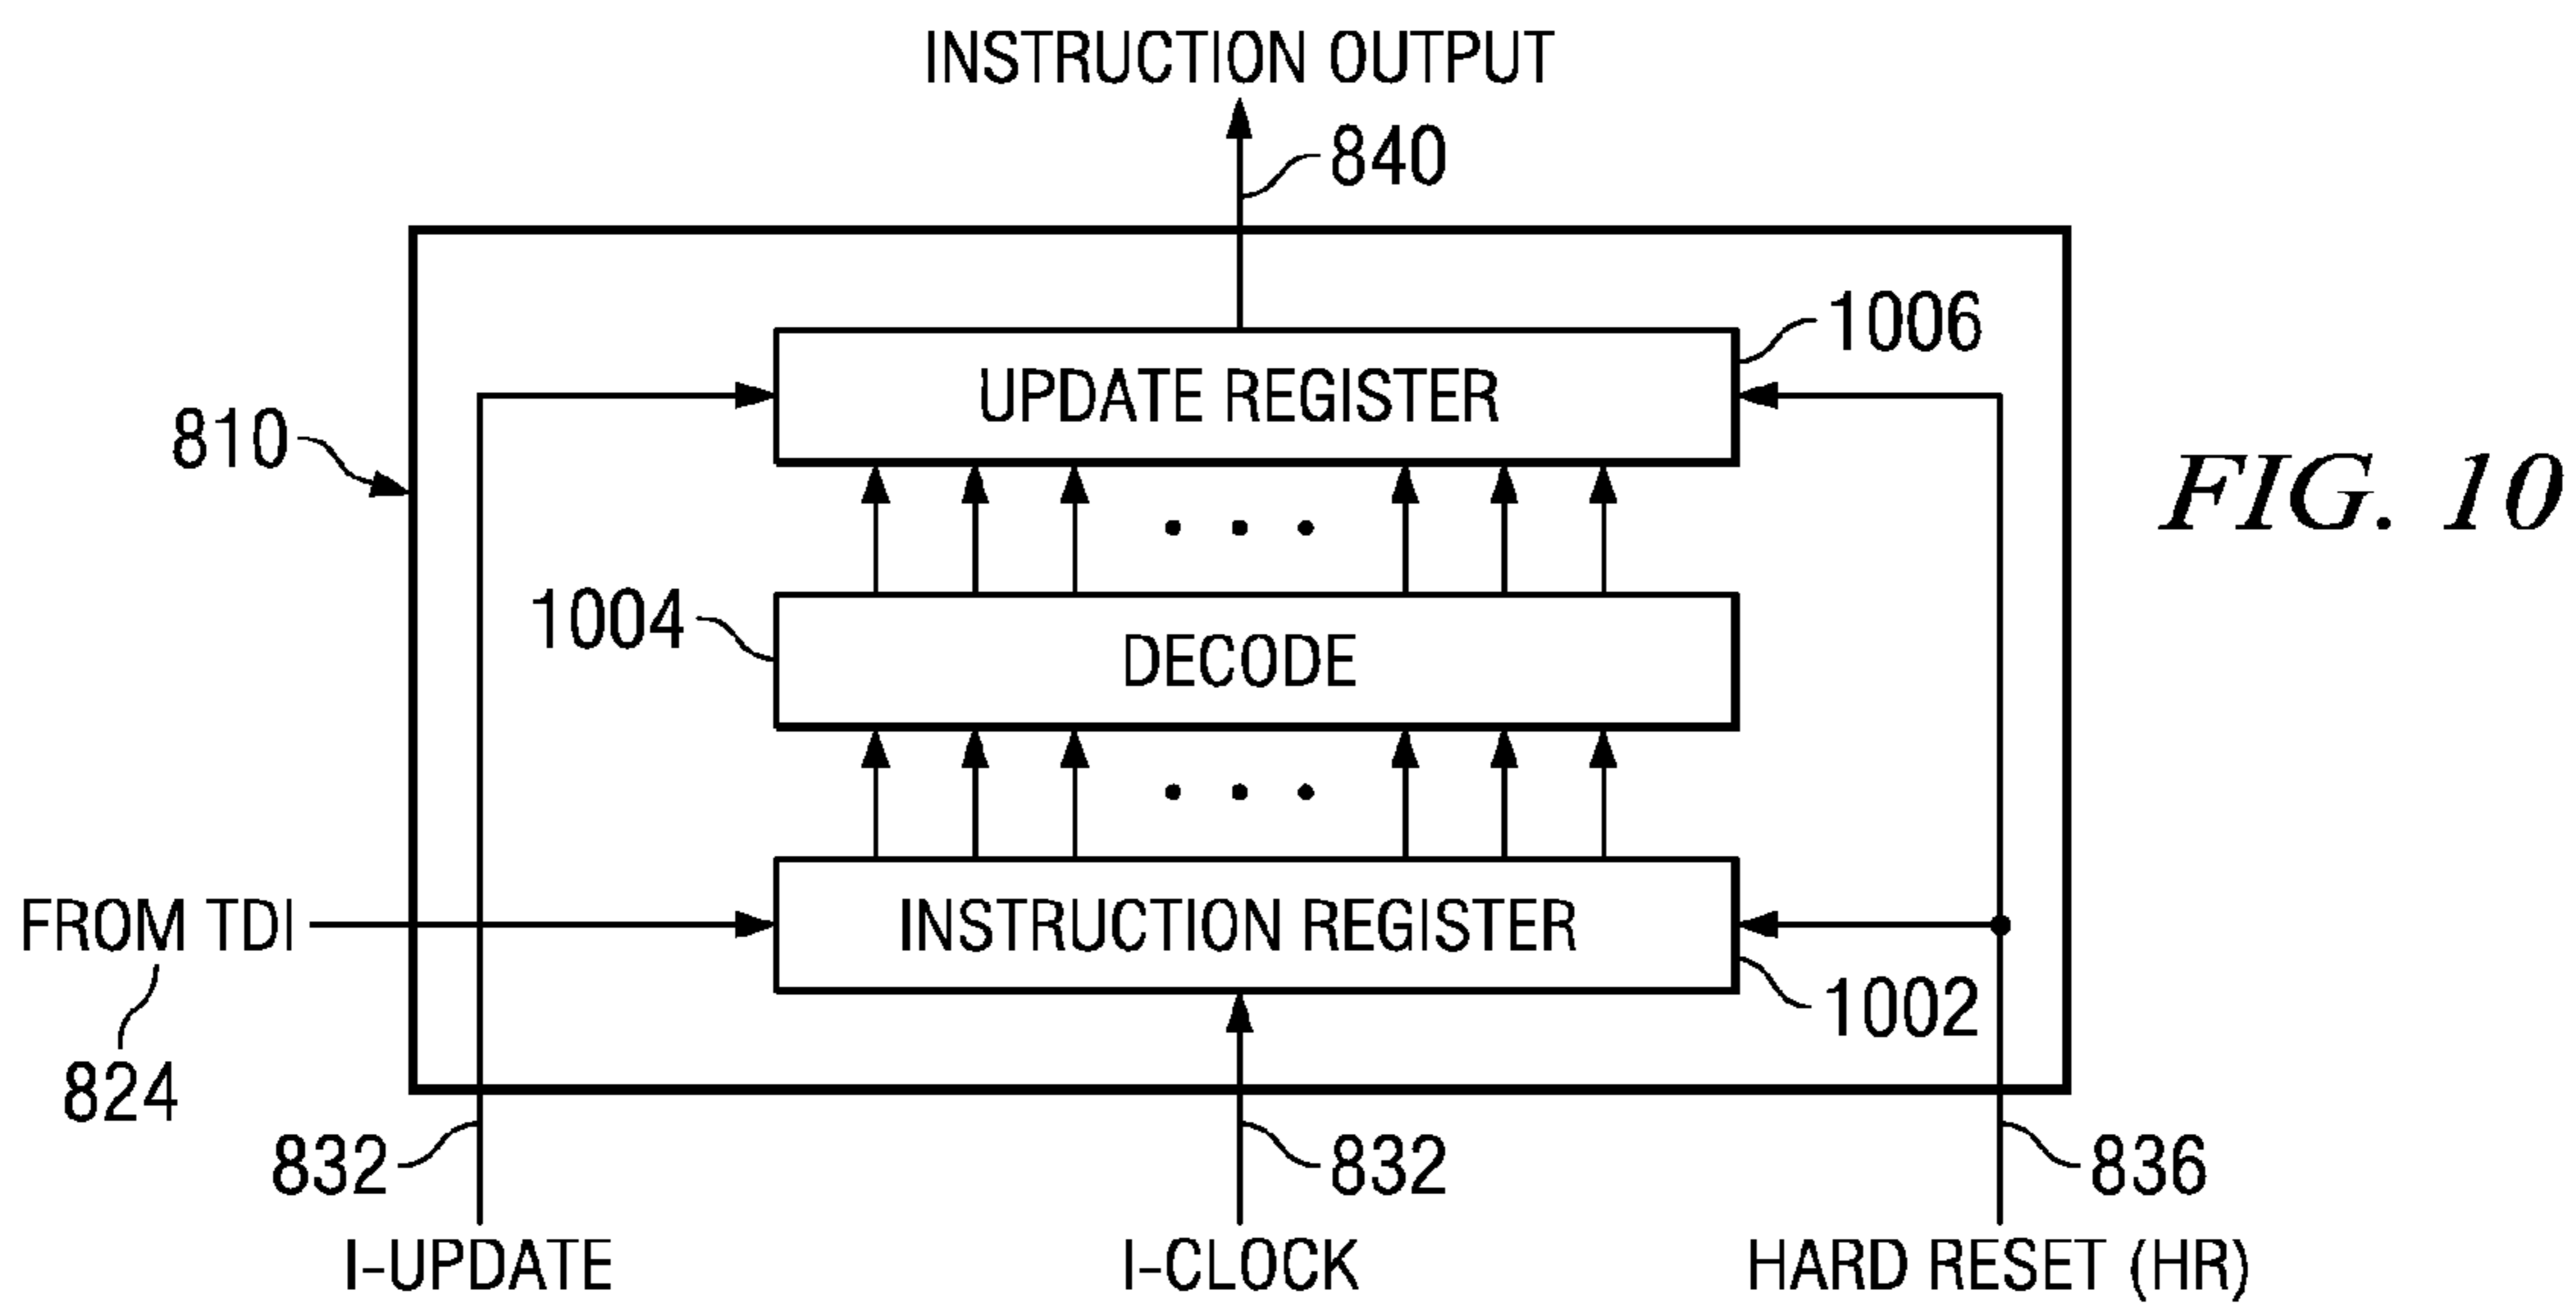 INSTRUCTION OUTPUT
840
1006
UPDATE REGISTER
810
FIG. 10
1004
DECODE
FROM TDI
INSTRUCTION REGISTER
1002
824
832
832
836
I-UPDATE
I-CLOCK
HARD RESET (HR)